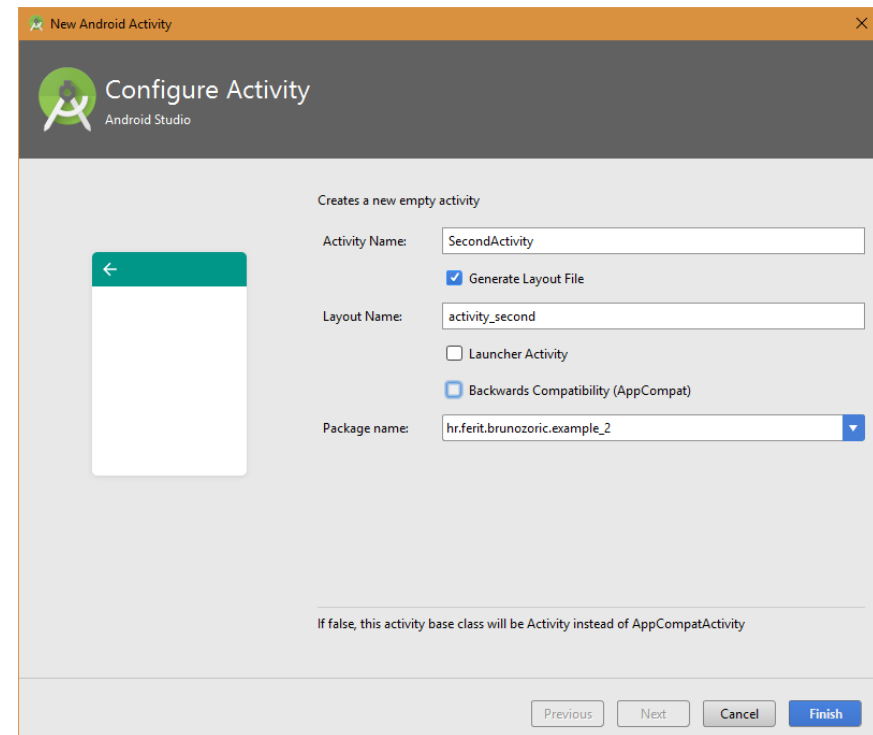 New Android Activity
Configure Activity
Android Studio
Creates a new empty activity
Activity Name: SecondActivity
Generate Layout File
Layout Name: activity_second
Launcher Activity
Backwards Compatibility (AppCompat)
Package name: hr.ferit.brunozoric.example_2
If false, this activity base class will be Activity instead of AppCompatActivity
Previous Next Cancel Finish